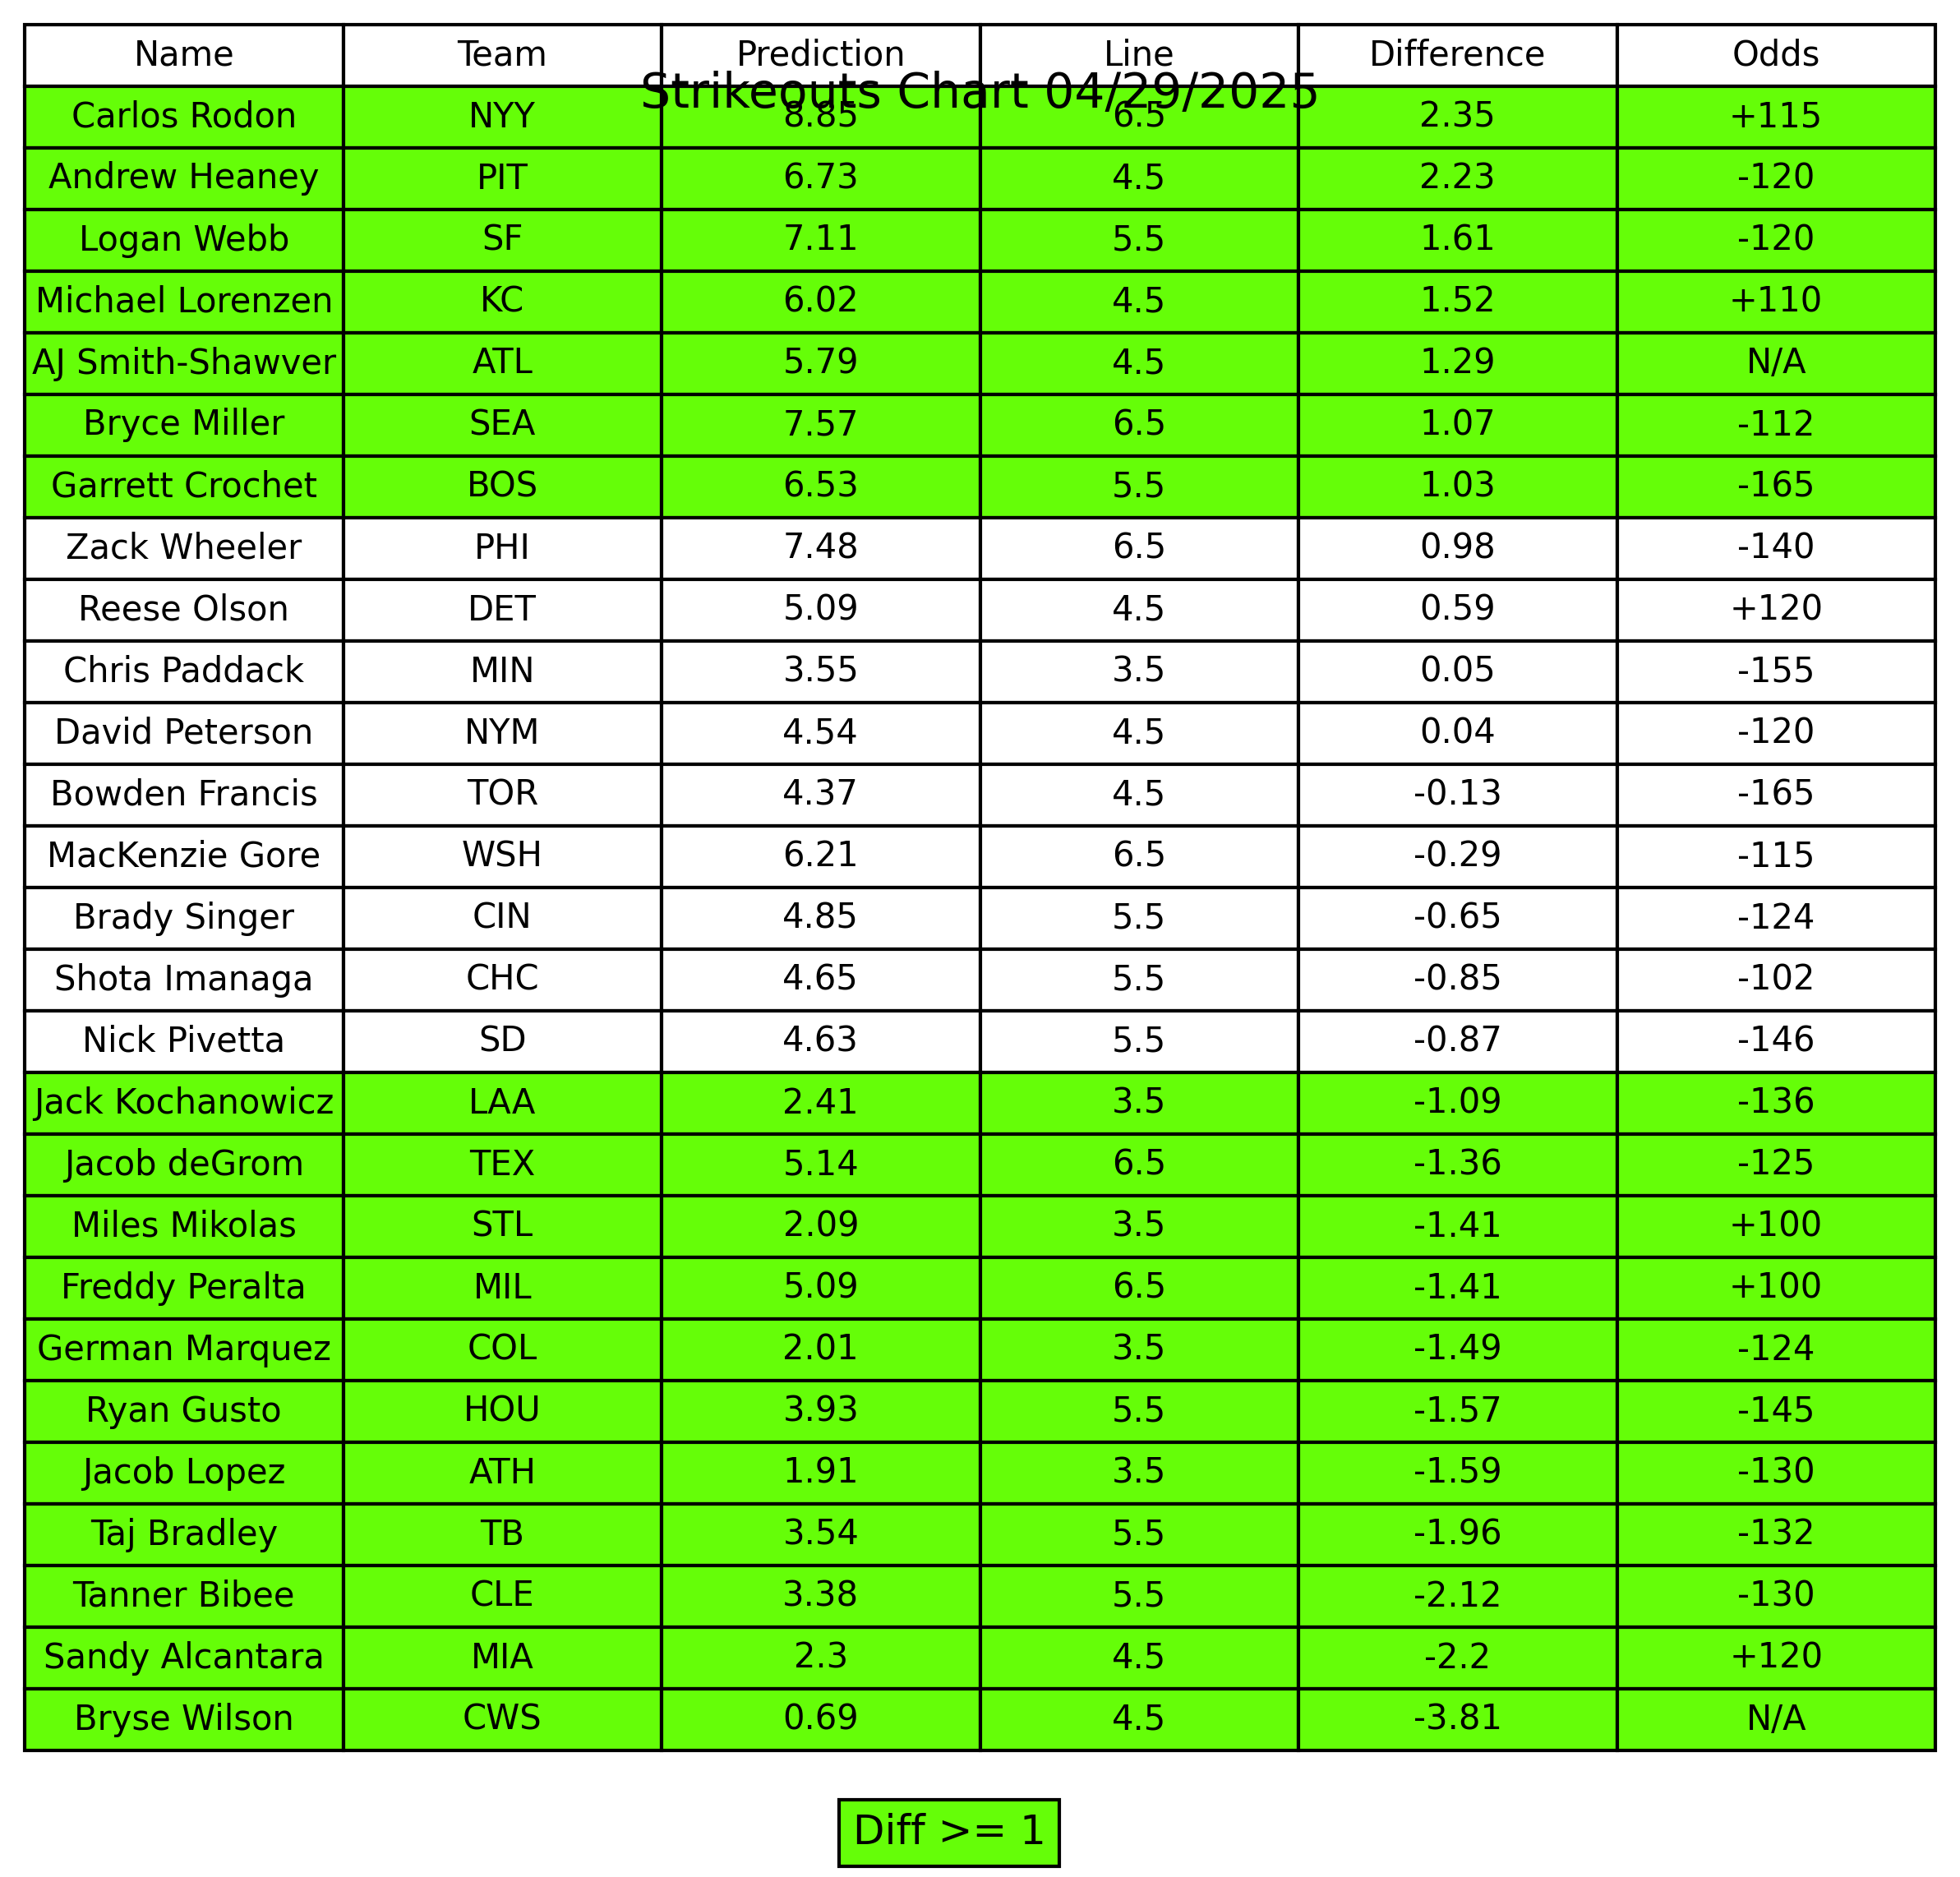 Name Team Prediction Line Difference Odds
Strikeouts Chart 04/29/2025
Carlos Rodon NYY 8.85 6.5 2.35 +115
Andrew Heaney PIT 6.73 4.5 2.23 -120
Logan Webb SF 7.11 5.5 1.61 -120
Michael Lorenzen KC 6.02 4.5 1.52 +110
AJ Smith-Shawver ATL 5.79 4.5 1.29 N/A
Bryce Miller SEA 7.57 6.5 1.07 -112
Garrett Crochet BOS 6.53 5.5 1.03 -165
Zack Wheeler PHI 7.48 6.5 0.98 -140
Reese Olson DET 5.09 4.5 0.59 +120
Chris Paddack MIN 3.55 3.5 0.05 -155
David Peterson NYM 4.54 4.5 0.04 -120
Bowden Francis TOR 4.37 4.5 -0.13 -165
MacKenzie Gore WSH 6.21 6.5 -0.29 -115
Brady Singer CIN 4.85 5.5 -0.65 -124
Shota Imanaga CHC 4.65 5.5 -0.85 -102
Nick Pivetta SD 4.63 5.5 -0.87 -146
Jack Kochanowicz LAA 2.41 3.5 -1.09 -136
Jacob deGrom TEX 5.14 6.5 -1.36 -125
Miles Mikolas STL 2.09 3.5 -1.41 +100
Freddy Peralta MIL 5.09 6.5 -1.41 +100
German Marquez COL 2.01 3.5 -1.49 -124
Ryan Gusto HOU 3.93 5.5 -1.57 -145
Jacob Lopez ATH 1.91 3.5 -1.59 -130
Taj Bradley TB 3.54 5.5 -1.96 -132
Tanner Bibee CLE 3.38 5.5 -2.12 -130
Sandy Alcantara MIA 2.3 4.5 -2.2 +120
Bryse Wilson CWS 0.69 4.5 -3.81 N/A
Diff >= 1